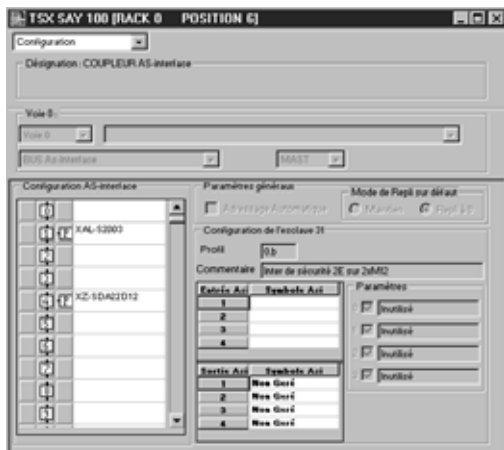 TSX SAY 100 [RACK 0 POSITION 6]
Configuration
Désignation : COUPLEUR AS-interface
Voie 0 :
Voie 0
BUS As-Interface
MAST
Configuration AS-interface
Paramètres généraux
Mode de Repli sur défaut
Adressage Automatique
Maintien
Repli à 0
XAL-S2003
XZ-SDA22D12
Configuration de l'esclave 31
Profil
0.b
Commentaire
Inter de sécurité 2E sur 2xM12
Entrée Asi Symbole Asi
1
2
3
4
Paramètres
Inutilisé
Inutilisé
Inutilisé
Inutilisé
Sortie Asi Symbole Asi
1 Non Géré
2 Non Géré
3 Non Géré
4 Non Géré